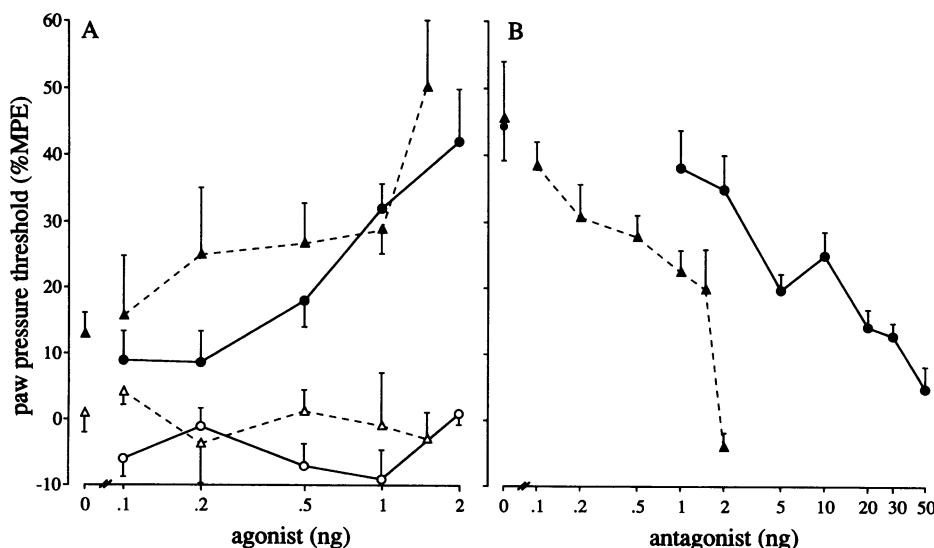 A
B
60
50
40
30
20
10
0
-10
paw pressure threshold (%MPE)
0 .1 .2 .5 1 2
agonist (ng)
0 .1 .2 .5 1 2 5 10 20 30 50
antagonist (ng)